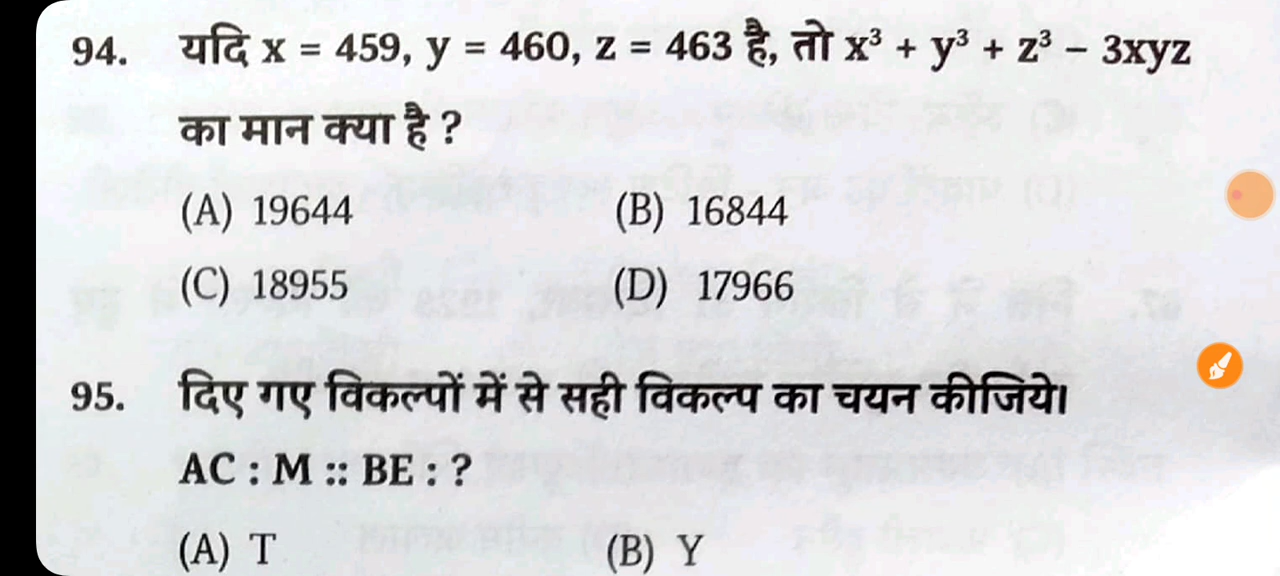 94. यदि x = 459, y = 460, z = 463 है, तो x³ + y³ + z³ – 3xyz
का मान क्या है ?
(A) 19644 (B) 16844
(C) 18955 (D) 17966
95. दिए गए विकल्पों में से सही विकल्प का चयन कीजिये।
AC : M :: BE : ?
(A) T (B) Y